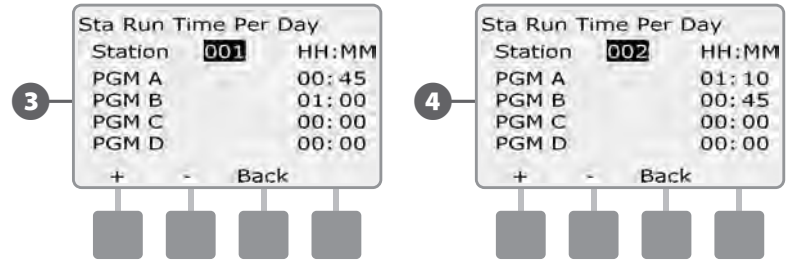 3
Sta Run Time Per Day
Station 001 HH:MM
PGM A 00:45
PGM B 01:00
PGM C 00:00
PGM D 00:00
+ - Back
4
Sta Run Time Per Day
Station 002 HH:MM
PGM A 01:10
PGM B 00:45
PGM C 00:00
PGM D 00:00
+ - Back